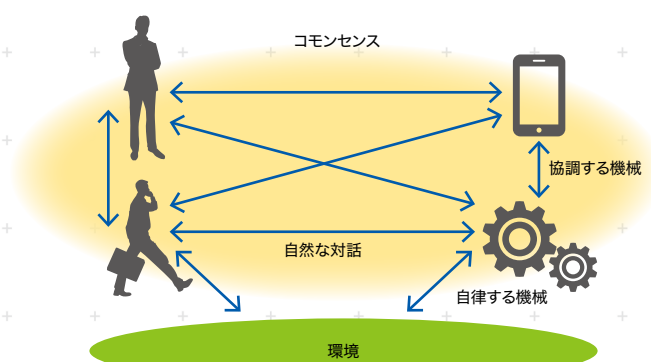 コモンセンス
協調する機械
自然な対話
自律する機械
環境